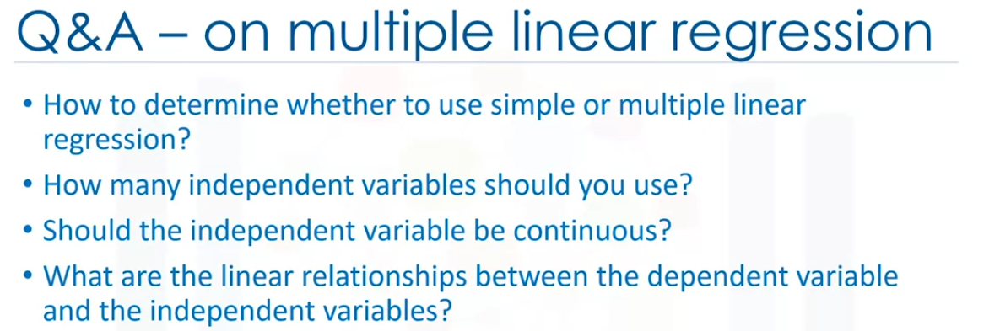 Q&A – on multiple linear regression
• How to determine whether to use simple or multiple linear
regression?
• How many independent variables should you use?
• Should the independent variable be continuous?
• What are the linear relationships between the dependent variable
and the independent variables?